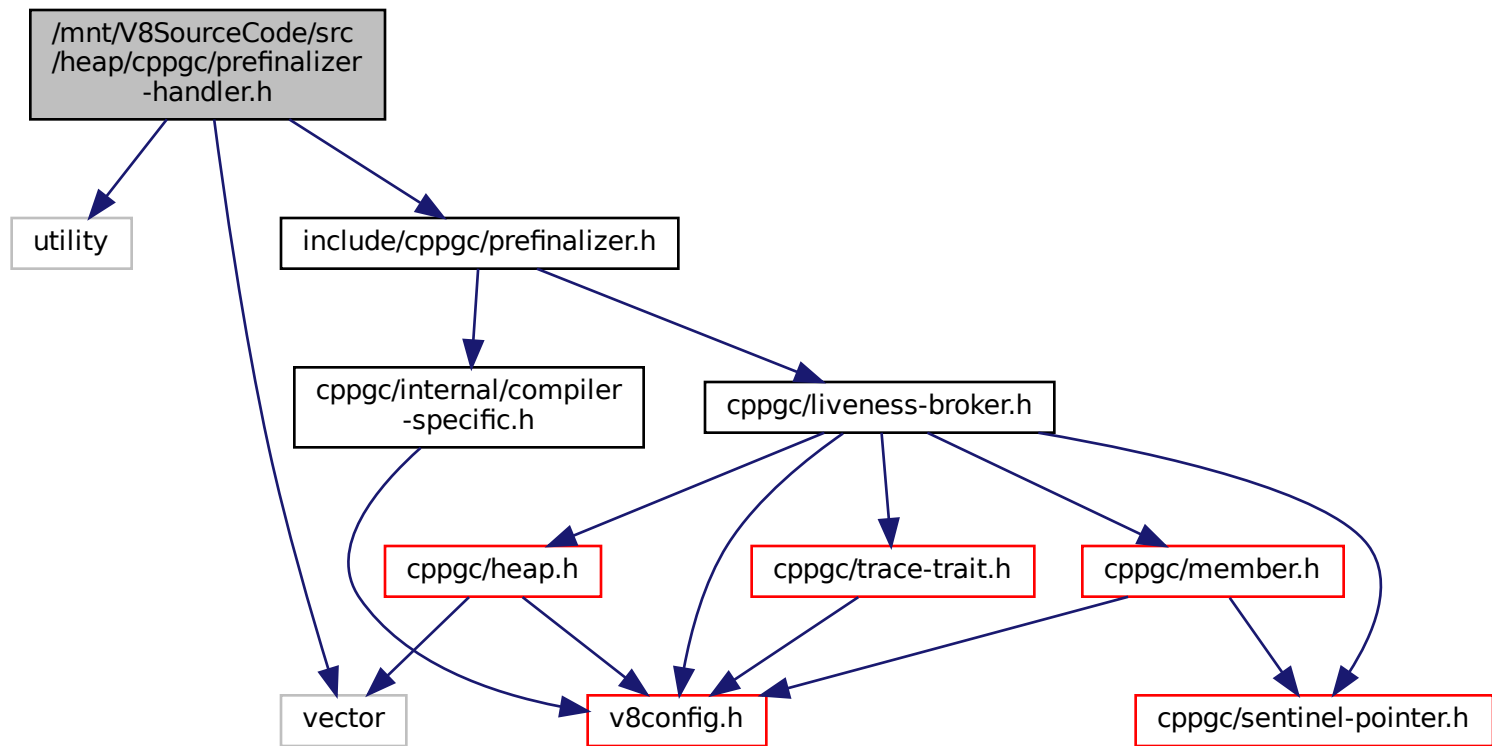 /mnt/V8SourceCode/src
/heap/cppgc/prefinalizer
-handler.h
utility
include/cppgc/prefinalizer.h
cppgc/internal/compiler
-specific.h
cppgc/liveness-broker.h
cppgc/heap.h
cppgc/trace-trait.h
cppgc/member.h
vector
v8config.h
cppgc/sentinel-pointer.h